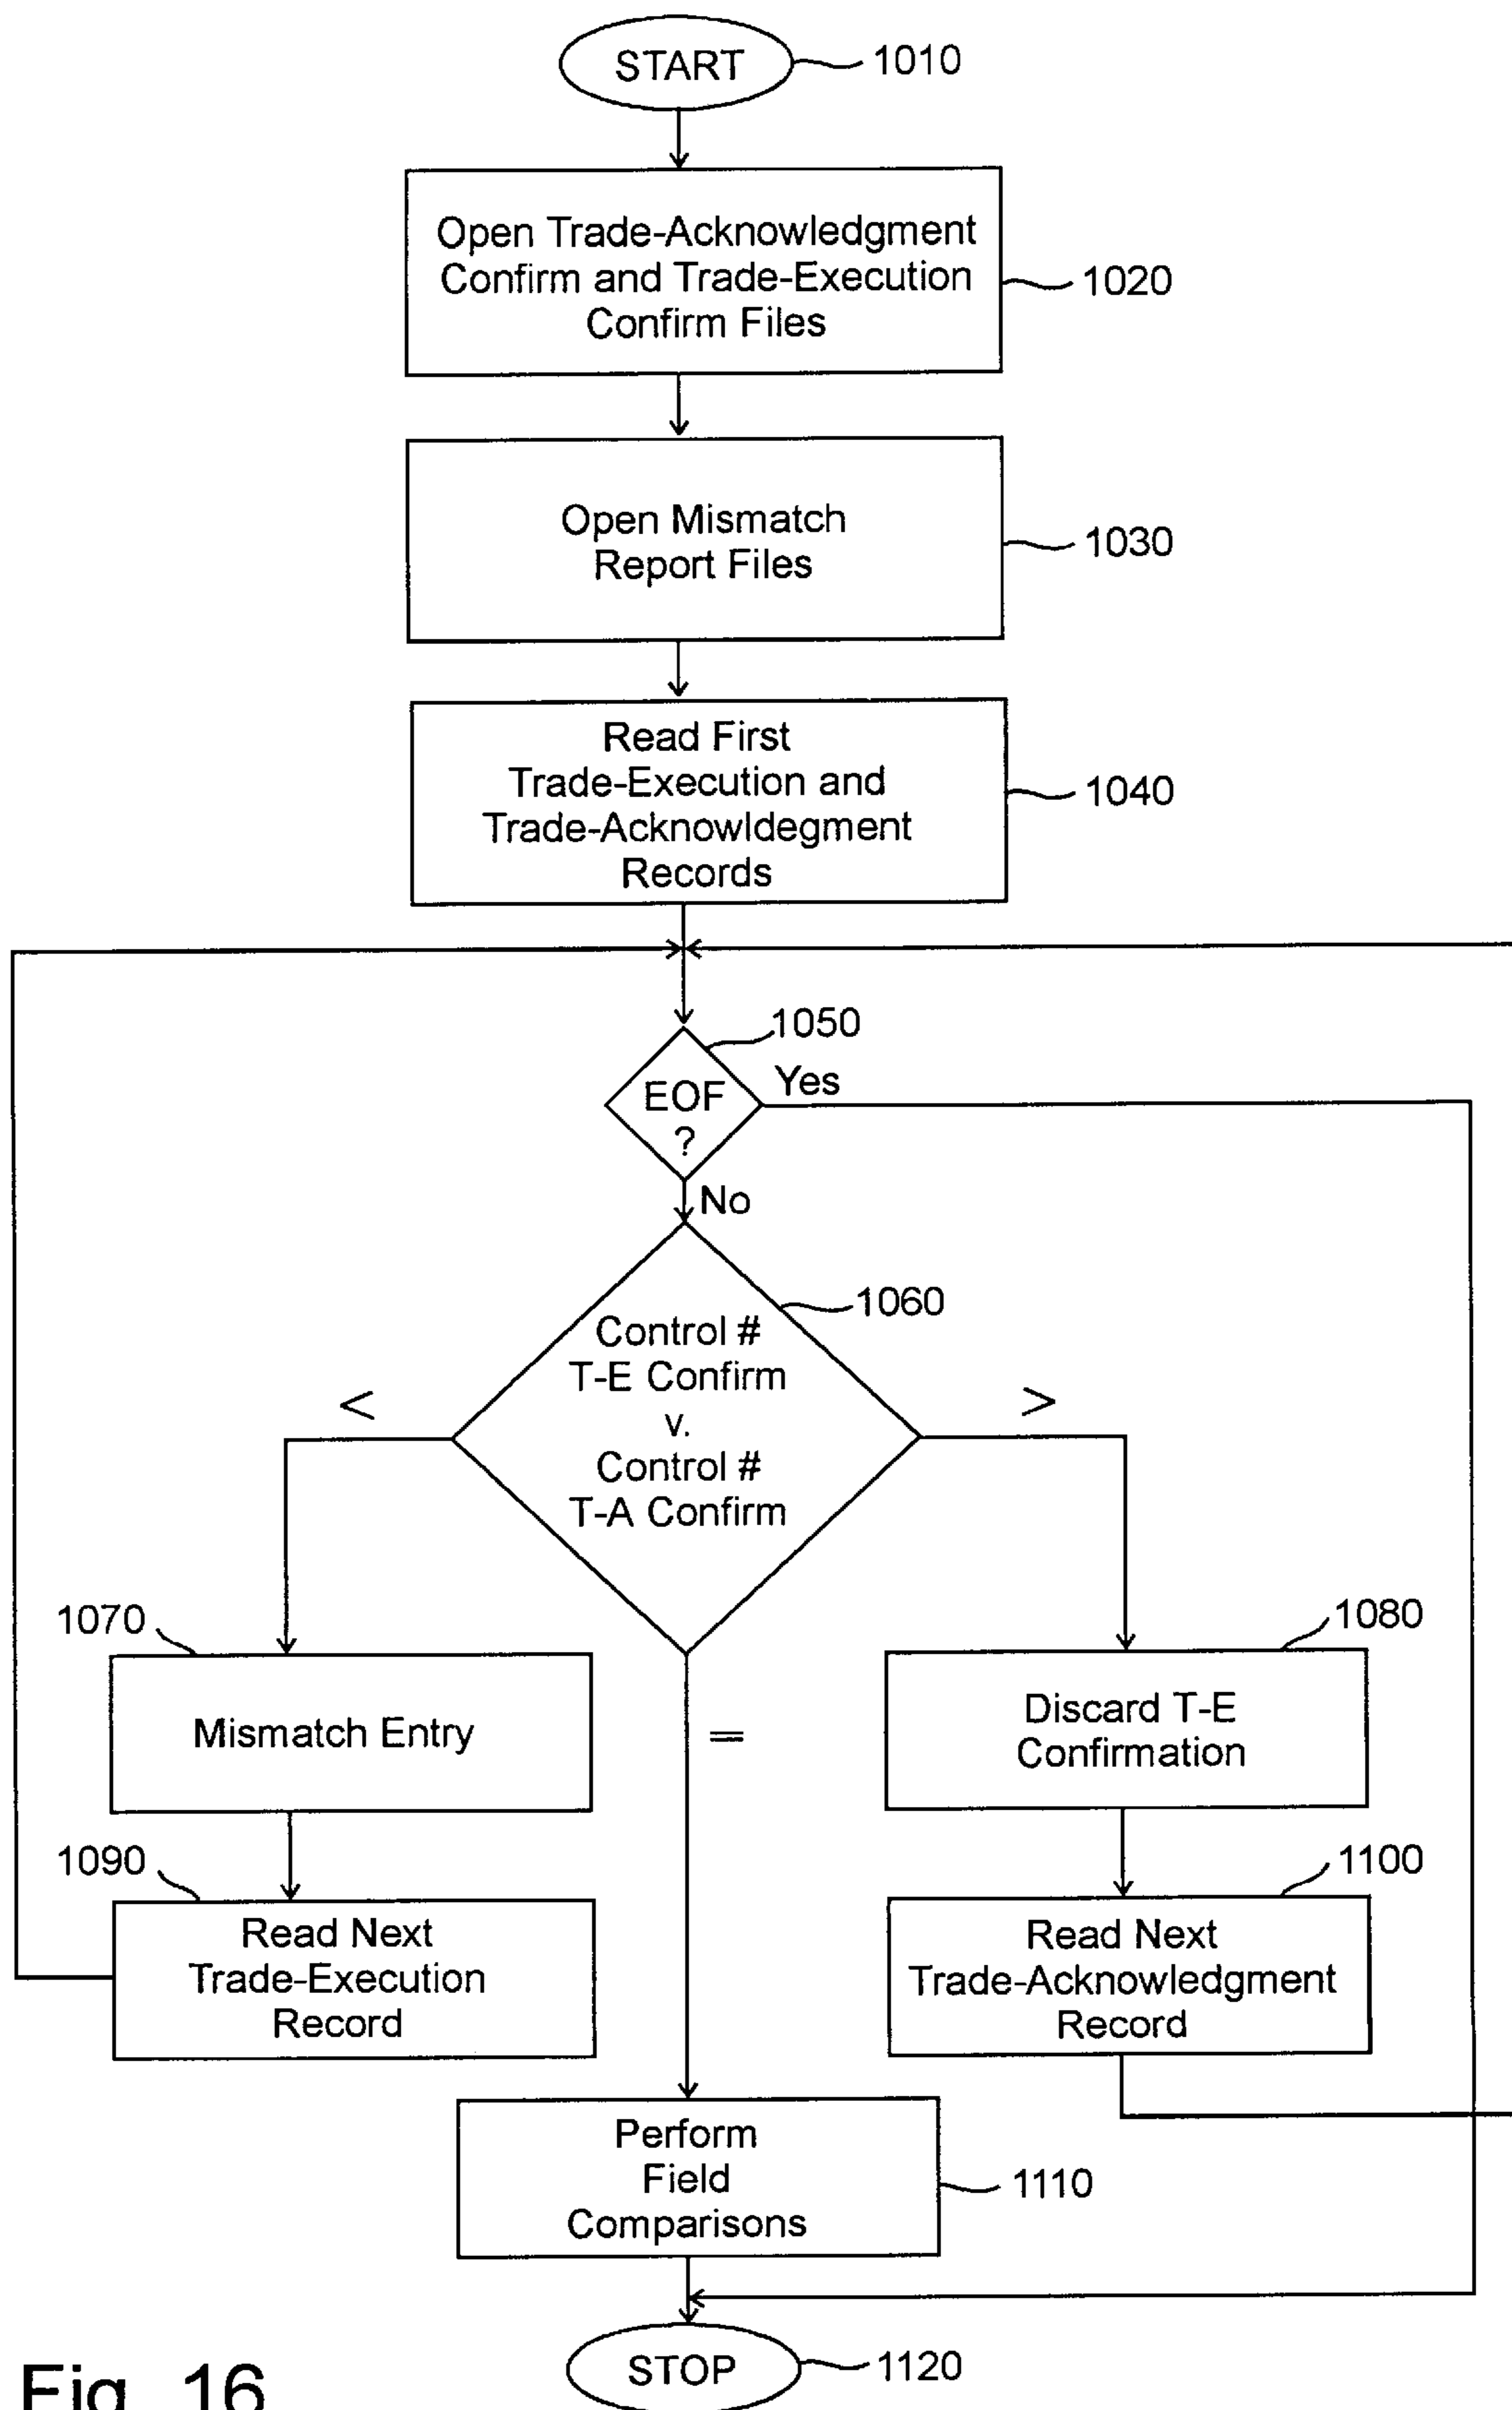 START
1010
Open Trade-Acknowledgment
Confirm and Trade-Execution
Confirm Files
1020
Open Mismatch
Report Files
1030
Read First
Trade-Execution and
Trade-Acknowldegment
Records
1040
1050
EOF
?
Yes
No
1060
Control #
T-E Confirm
v.
Control #
T-A Confirm
<
>
=
1070
Mismatch Entry
1080
Discard T-E
Confirmation
1090
Read Next
Trade-Execution
Record
1100
Read Next
Trade-Acknowledgment
Record
Perform
Field
Comparisons
1110
STOP
1120
Fig. 16